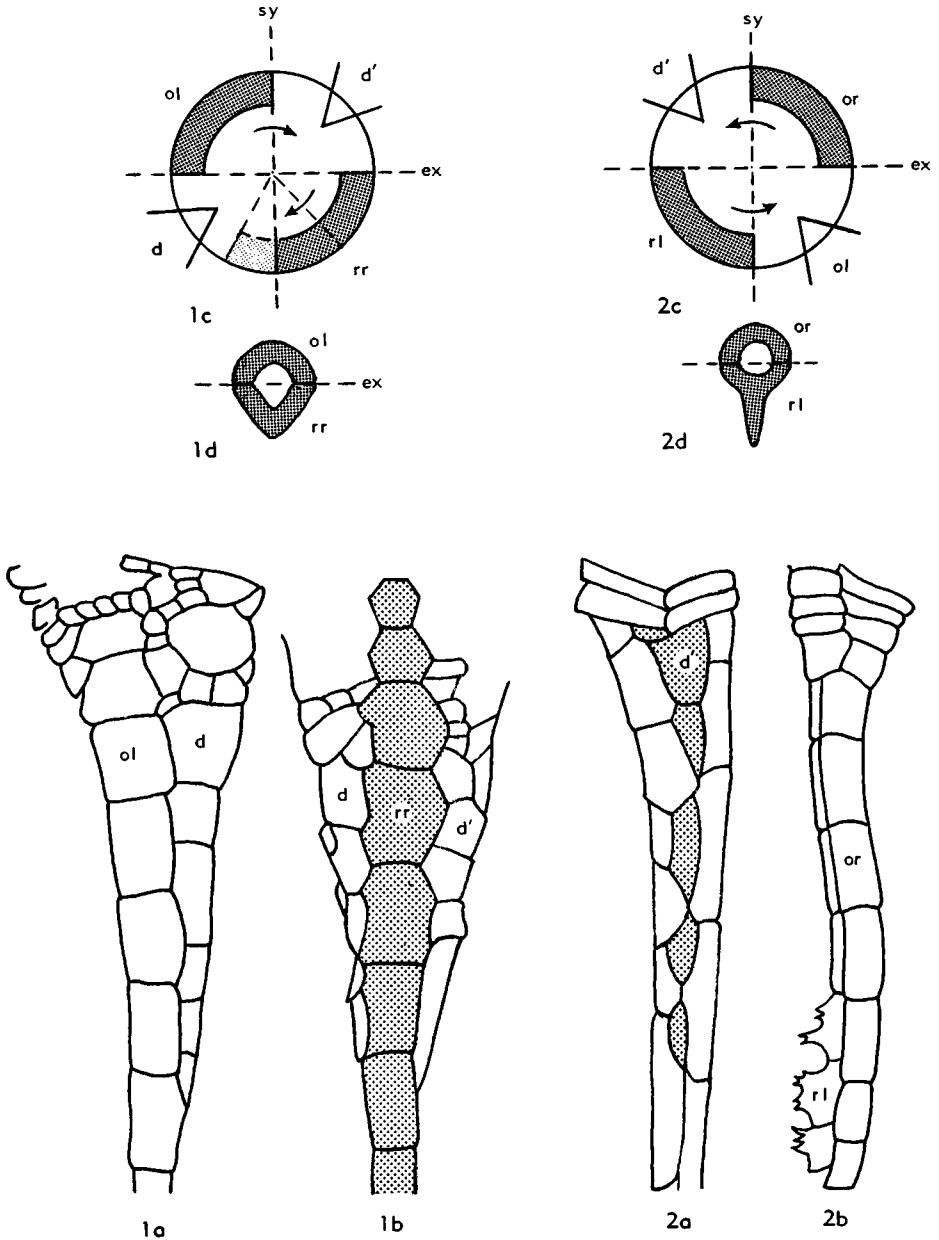 sy
sy
d'
d'
ol
or
ex
ex
d
rl
rr
ol
1c
2c
ol
or
ex
rr
rl
1d
2d
d'
ol
d
d
rr
d'
or
rl
1a
1b
2a
2b